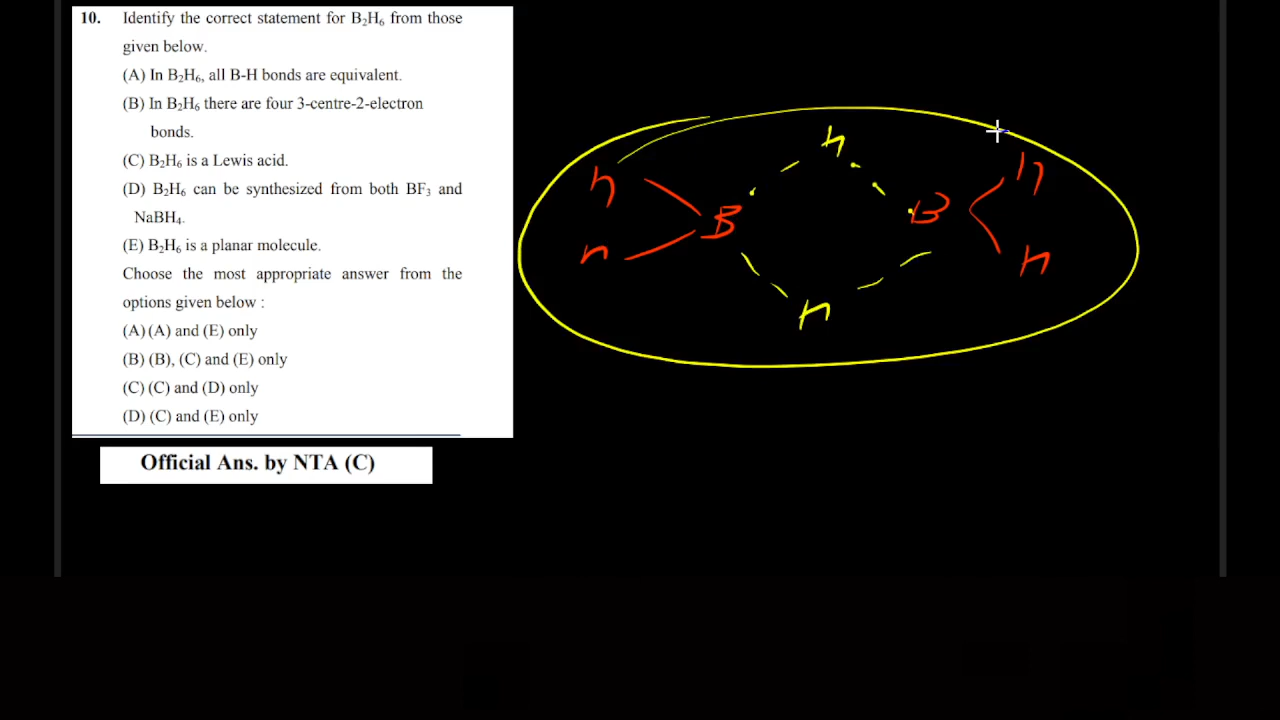 10. Identify the correct statement for B₂H₆ from those
given below.
(A) In B₂H₆, all B-H bonds are equivalent.
(B) In B₂H₆ there are four 3-centre-2-electron
bonds.
(C) B₂H₆ is a Lewis acid.
(D) B₂H₆ can be synthesized from both BF₃ and
NaBH₄.
(E) B₂H₆ is a planar molecule.
Choose the most appropriate answer from the
options given below :
(A) (A) and (E) only
(B) (B), (C) and (E) only
(C) (C) and (D) only
(D) (C) and (E) only
Official Ans. by NTA (C)
H
H H
B B
H H
H